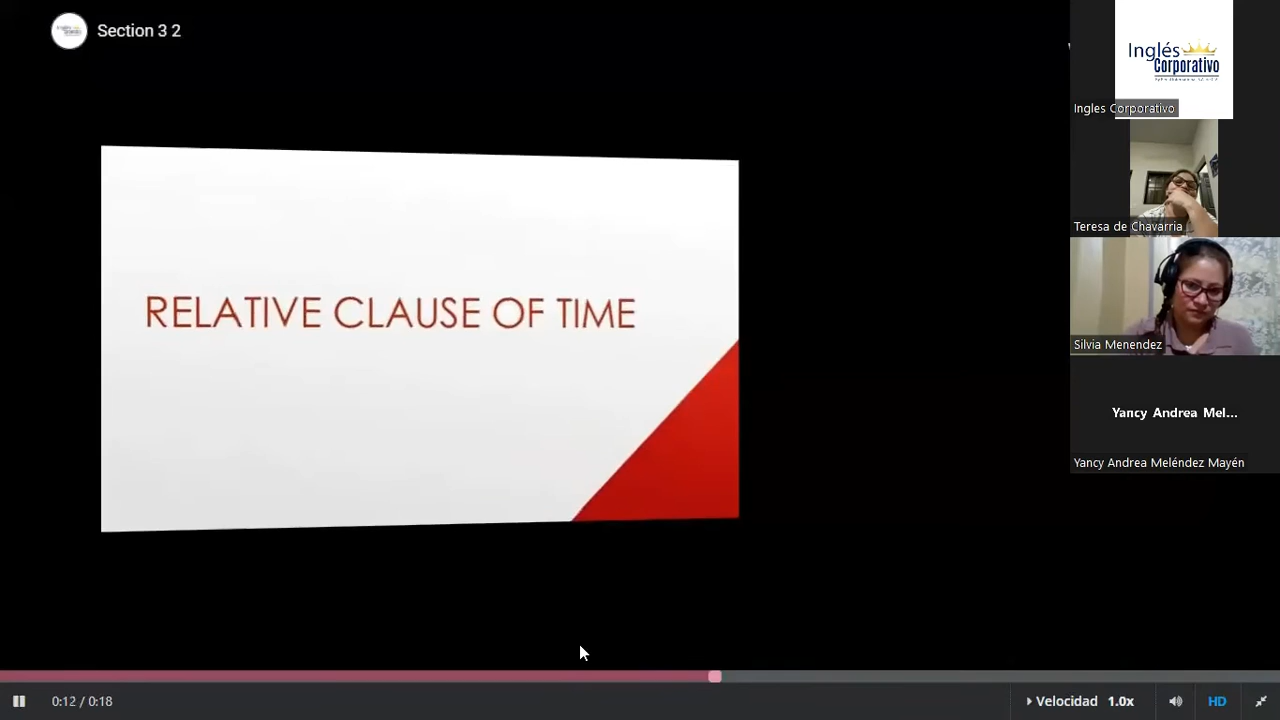 Section 3 2
RELATIVE CLAUSE OF TIME
Inglés
Corporativo
Ingles Corporativo
Teresa de Chavarria
Silvia Menendez
Yancy Andrea Mel...
Yancy Andrea Meléndez Mayén
0:12 / 0:18
Velocidad 1.0x
HD